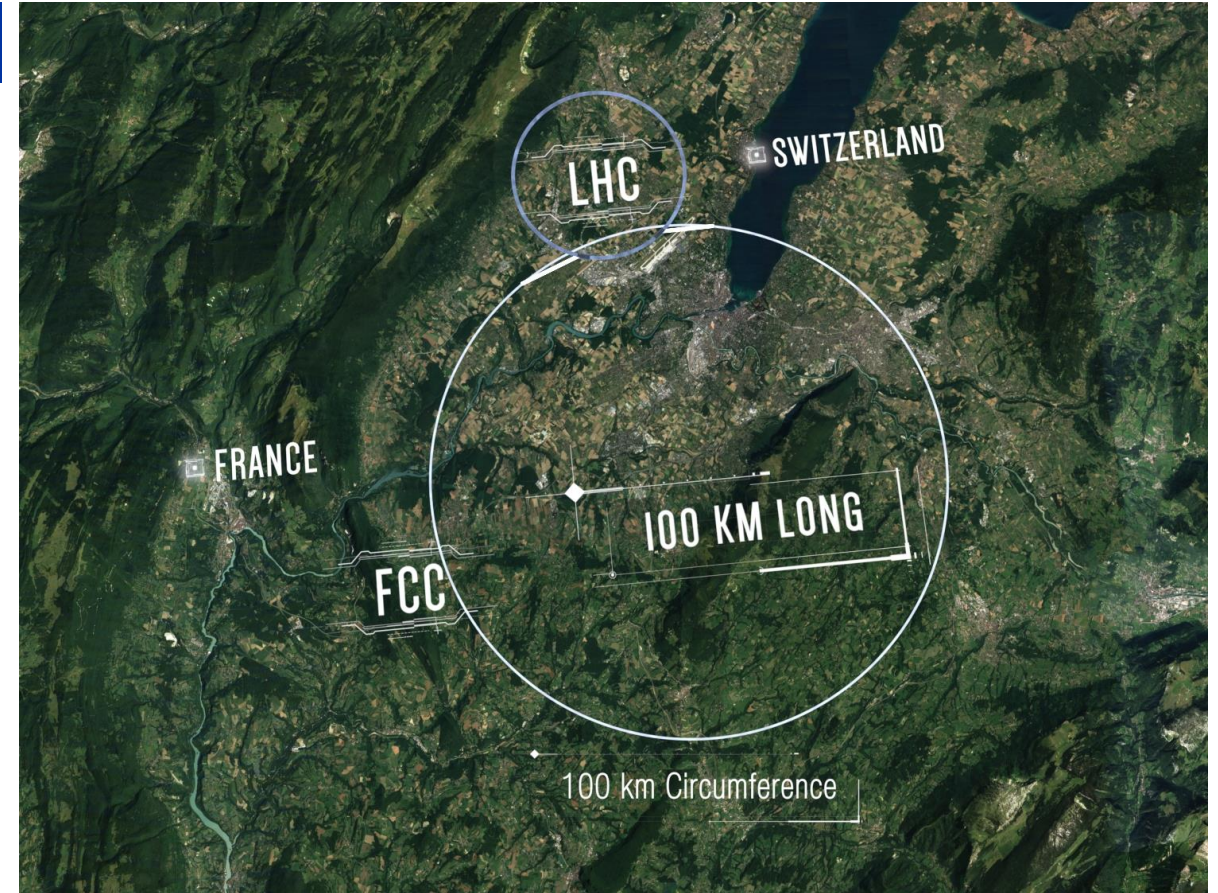 LHC
SWITZERLAND
FRANCE
100 KM LONG
FCC
100 km Circumference